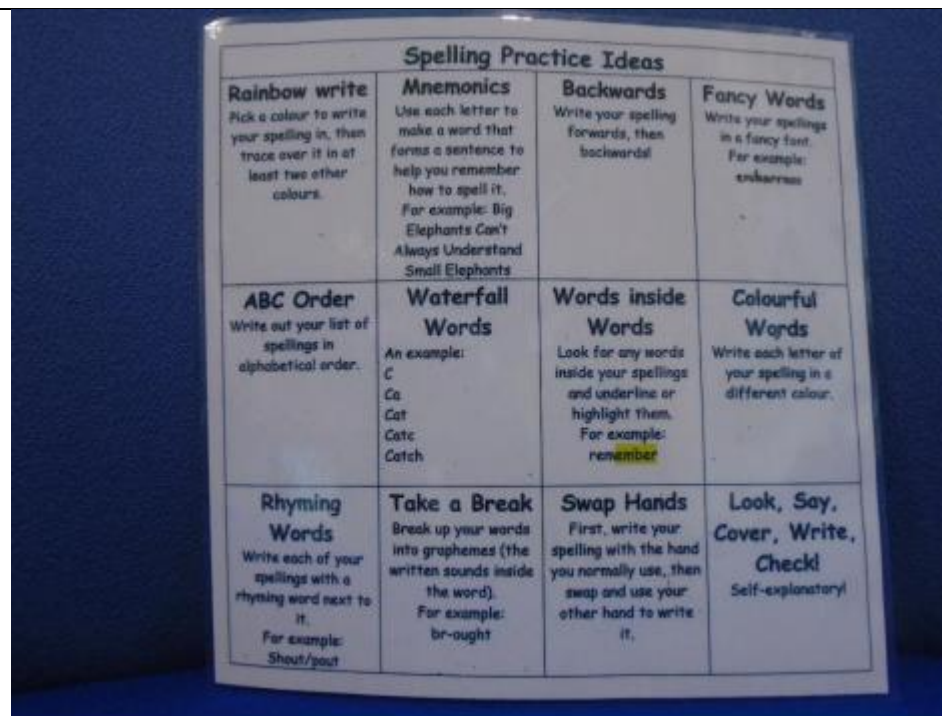 Spelling Practice Ideas
Rainbow write
Pick a colour to write
your spelling in, then
trace over it in at
least two other
colours.
Mnemonics
Use each letter to
make a word that
forms a sentence to
help you remember
how to spell it.
For example: Big
Elephants Can't
Always Understand
Small Elephants
Backwards
Write your spelling
forwards, then
backwards!
Fancy Words
Write your spellings
in a fancy font.
For example:
embarrass
ABC Order
Write out your list of
spellings in
alphabetical order.
Waterfall
Words
An example:
C
Ca
Cat
Catc
Catch
Words inside
Words
Look for any words
inside your spellings
and underline or
highlight them.
For example:
remember
Colourful
Words
Write each letter of
your spelling in a
different colour.
Rhyming
Words
Write each of your
spellings with a
rhyming word next to
it.
For example:
Shout/pout
Take a Break
Break up your words
into graphemes (the
written sounds inside
the word).
For example:
br-ought
Swap Hands
First, write your
spelling with the hand
you normally use, then
swap and use your
other hand to write
it.
Look, Say,
Cover, Write,
Check!
Self-explanatory!